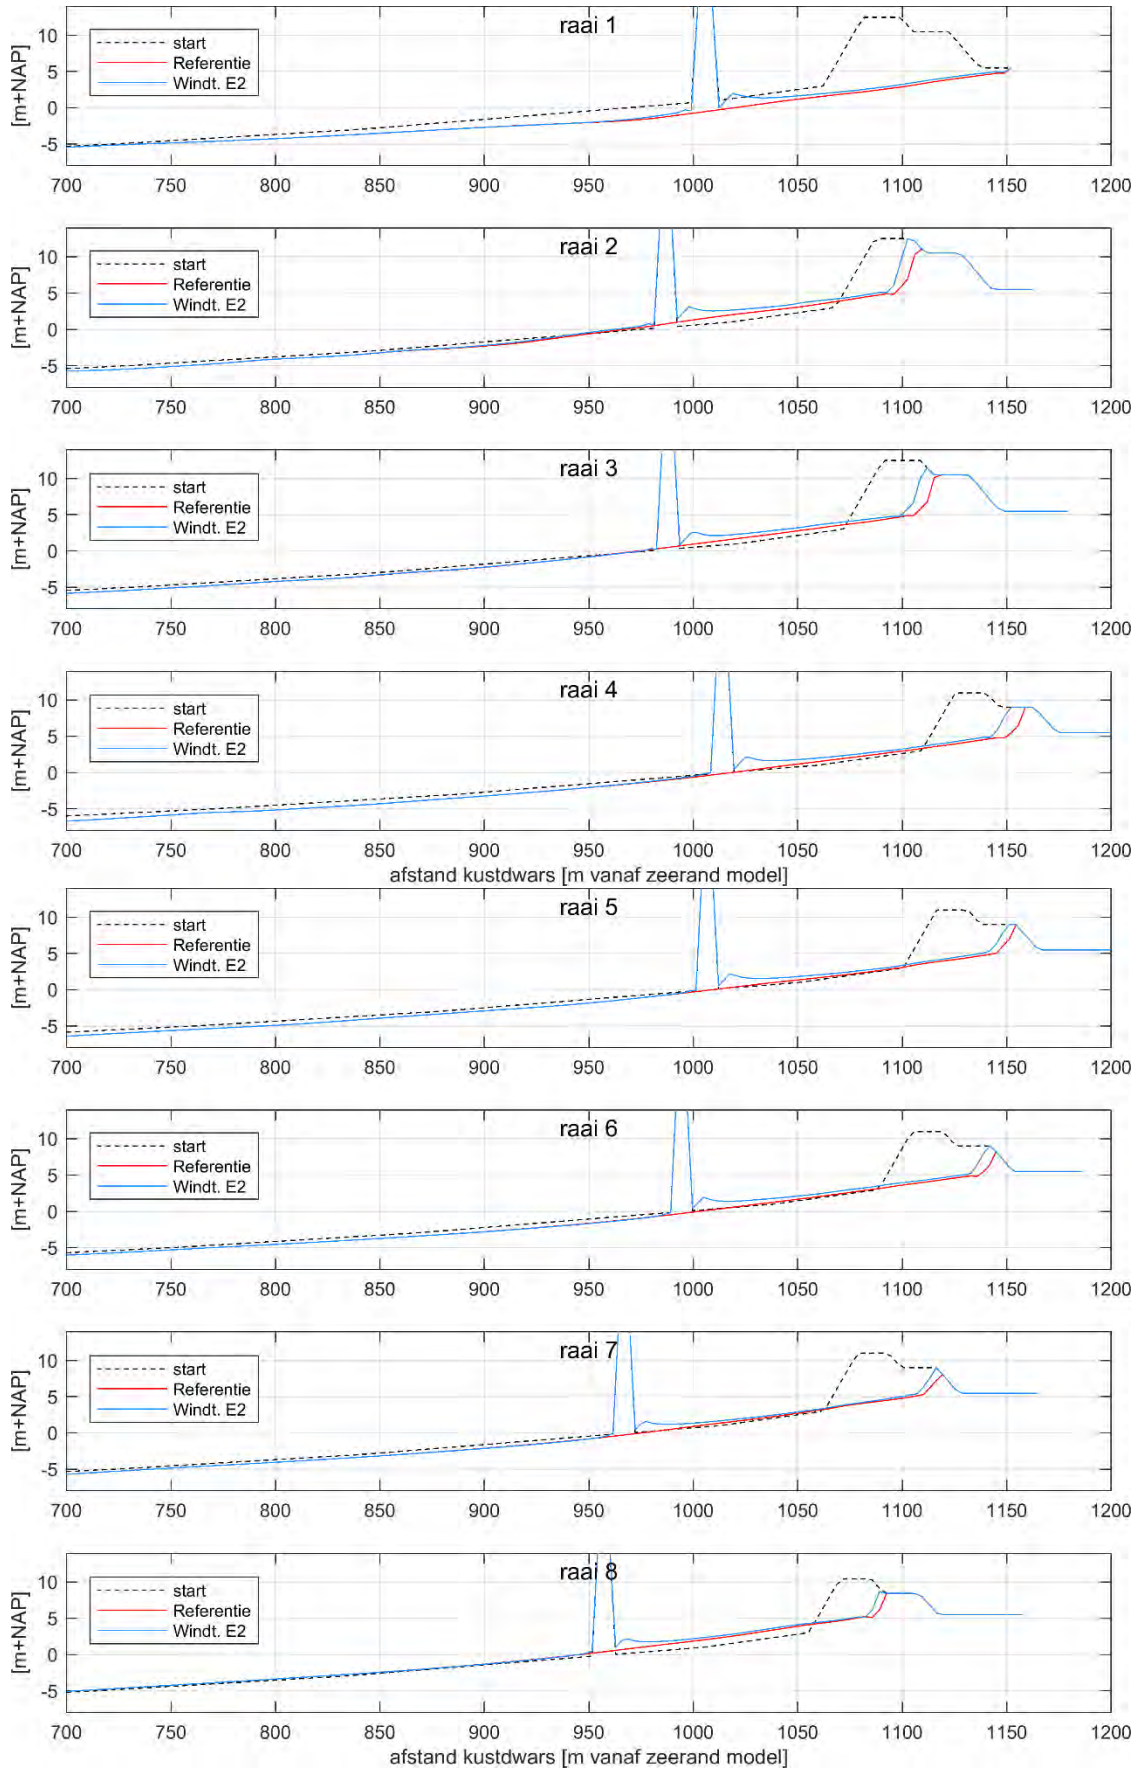 raai 1
[m+NAP]
start
Referentie
Windt. E2
10
5
0
-5
700 750 800 850 900 950 1000 1050 1100 1150 1200
raai 2
[m+NAP]
start
Referentie
Windt. E2
10
5
0
-5
700 750 800 850 900 950 1000 1050 1100 1150 1200
raai 3
[m+NAP]
start
Referentie
Windt. E2
10
5
0
-5
700 750 800 850 900 950 1000 1050 1100 1150 1200
raai 4
[m+NAP]
start
Referentie
Windt. E2
10
5
0
-5
700 750 800 850 900 950 1000 1050 1100 1150 1200
afstand kustdwars [m vanaf zeerand model]
raai 5
[m+NAP]
start
Referentie
Windt. E2
10
5
0
-5
700 750 800 850 900 950 1000 1050 1100 1150 1200
raai 6
[m+NAP]
start
Referentie
Windt. E2
10
5
0
-5
700 750 800 850 900 950 1000 1050 1100 1150 1200
raai 7
[m+NAP]
start
Referentie
Windt. E2
10
5
0
-5
700 750 800 850 900 950 1000 1050 1100 1150 1200
raai 8
[m+NAP]
start
Referentie
Windt. E2
10
5
0
-5
700 750 800 850 900 950 1000 1050 1100 1150 1200
afstand kustdwars [m vanaf zeerand model]